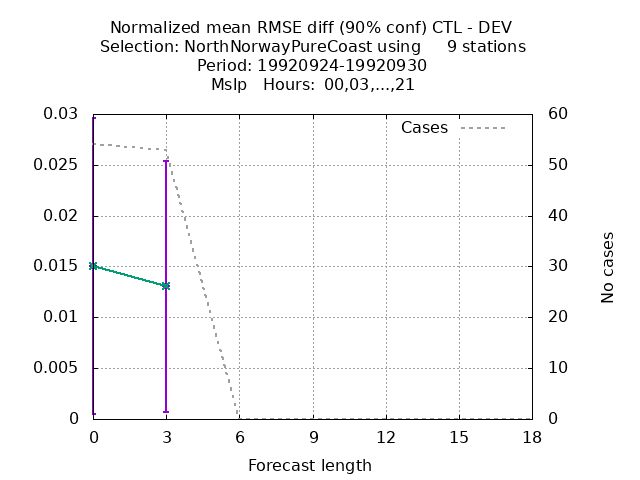 Normalized mean RMSE diff (90% conf) CTL - DEV
Selection: NorthNorwayPureCoast using     9 stations
Period: 19920924-19920930
Mslp   Hours:  00,03,...,21
Cases
0.03
0.025
0.02
0.015
0.01
0.005
0
60
50
40
30
20
10
0
No cases
0 3 6 9 12 15 18
Forecast length